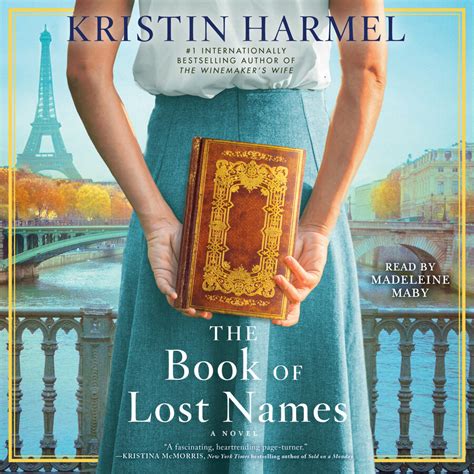 KRISTIN HARMEL
#1 INTERNATIONALLY
BESTSELLING AUTHOR OF
THE WINEMAKER'S WIFE
READ BY
MADELEINE
MABY
THE
BOOK OF
LOST NAMES
A NOVEL
"A fascinating, heartrending page-turner."
—KRISTINA MCMORRIS, New York Times bestselling author of Sold on a Monday